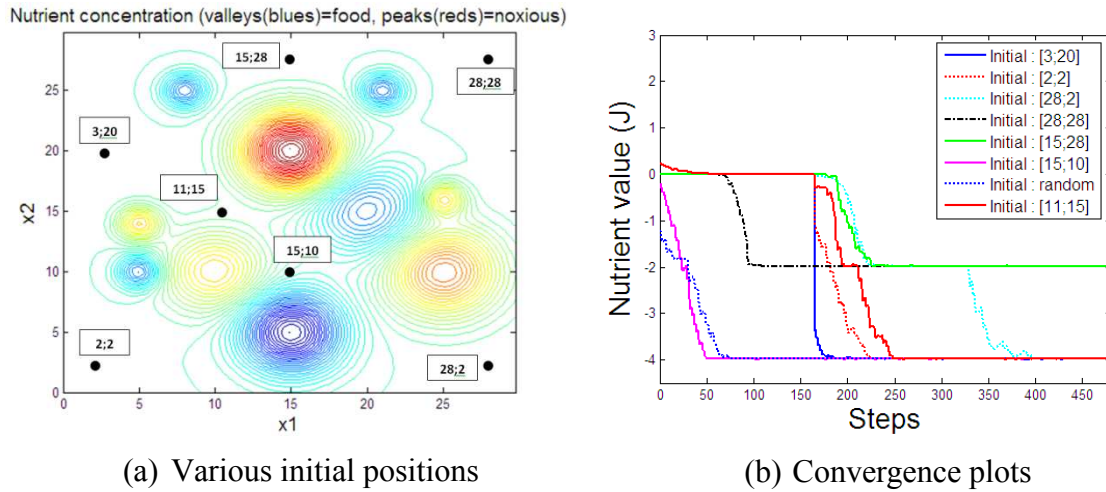 Nutrient concentration (valleys(blues)=food, peaks(reds)=noxious)
15;28
28;28
3;20
11;15
15;10
2;2
28;2
25
20
15
10
5
0
x2
0 5 10 15 20 25
x1
(a) Various initial positions
3
2
1
0
-1
-2
-3
-4
Nutrient value (J)
0 50 100 150 200 250 300 350 400 450
Steps
Initial : [3;20]
Initial : [2;2]
Initial : [28;2]
Initial : [28;28]
Initial : [15;28]
Initial : [15;10]
Initial : random
Initial : [11;15]
(b) Convergence plots